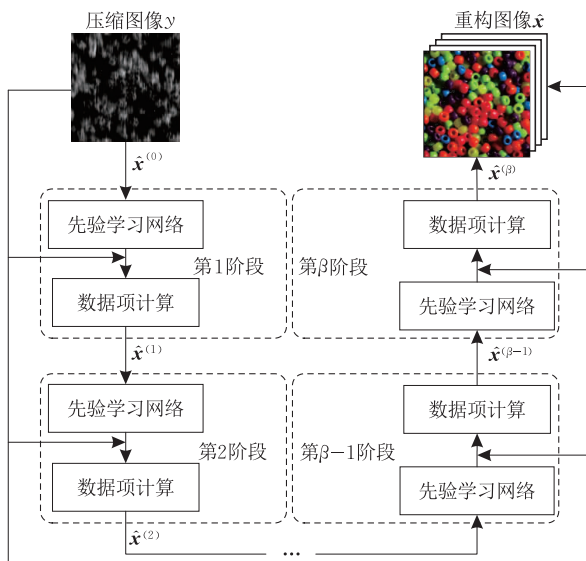 压缩图像y
x̂⁽⁰⁾
先验学习网络
第1阶段
数据项计算
x̂⁽¹⁾
先验学习网络
第2阶段
数据项计算
x̂⁽²⁾
...
先验学习网络
第β−1阶段
数据项计算
x̂⁽β⁻¹⁾
先验学习网络
第β阶段
数据项计算
x̂⁽β⁾
重构图像x̂